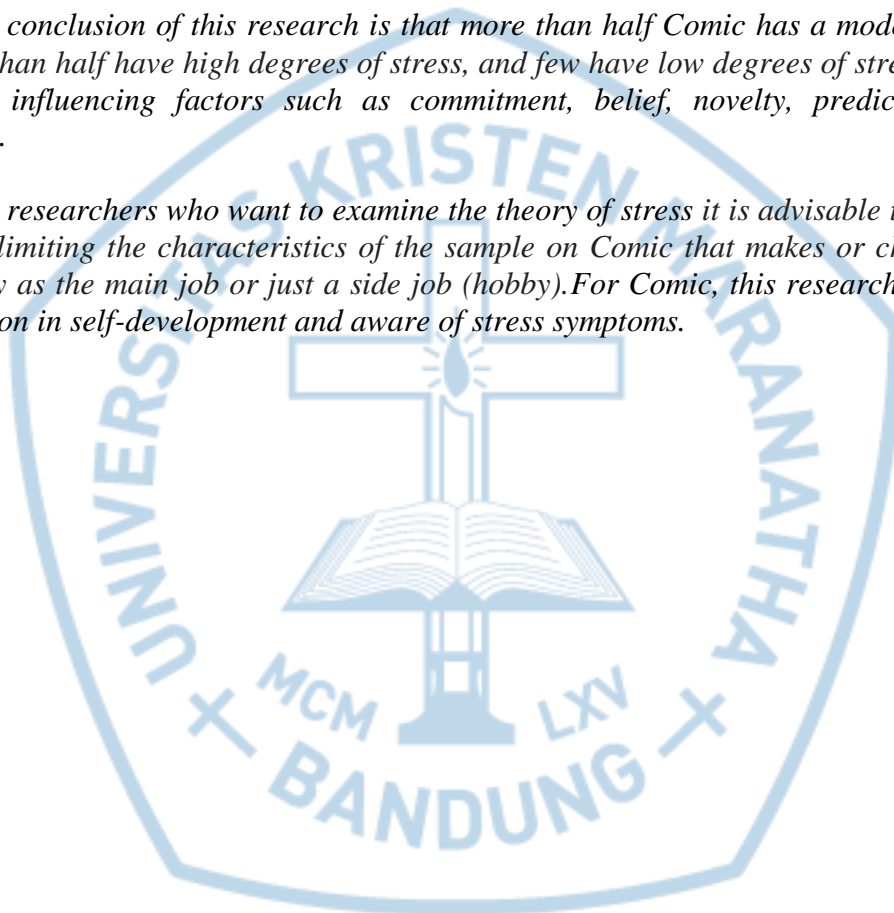 conclusion of this research is that more than half Comic has a mod
han half have high degrees of stress, and few have low degrees of stre
influencing factors such as commitment, belief, novelty, predic
.
researchers who want to examine the theory of stress it is advisable
limiting the characteristics of the sample on Comic that makes or c
as the main job or just a side job (hobby).For Comic, this research
on in self-development and aware of stress symptoms.
UNIVERSITAS KRISTEN MARANATHA
MCM LXV
BANDUNG